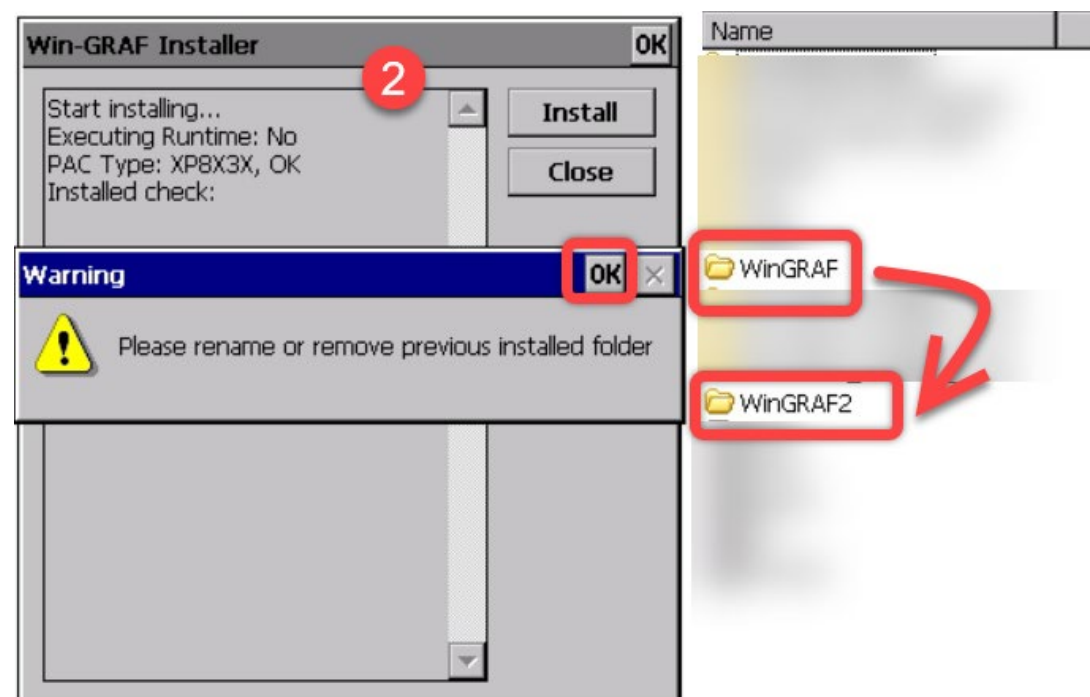 Win-GRAF Installer
OK
2
Start installing...
Executing Runtime: No
PAC Type: XP8X3X, OK
Installed check:
Install
Close
Warning
OK
Please rename or remove previous installed folder
Name
WinGRAF
WinGRAF2